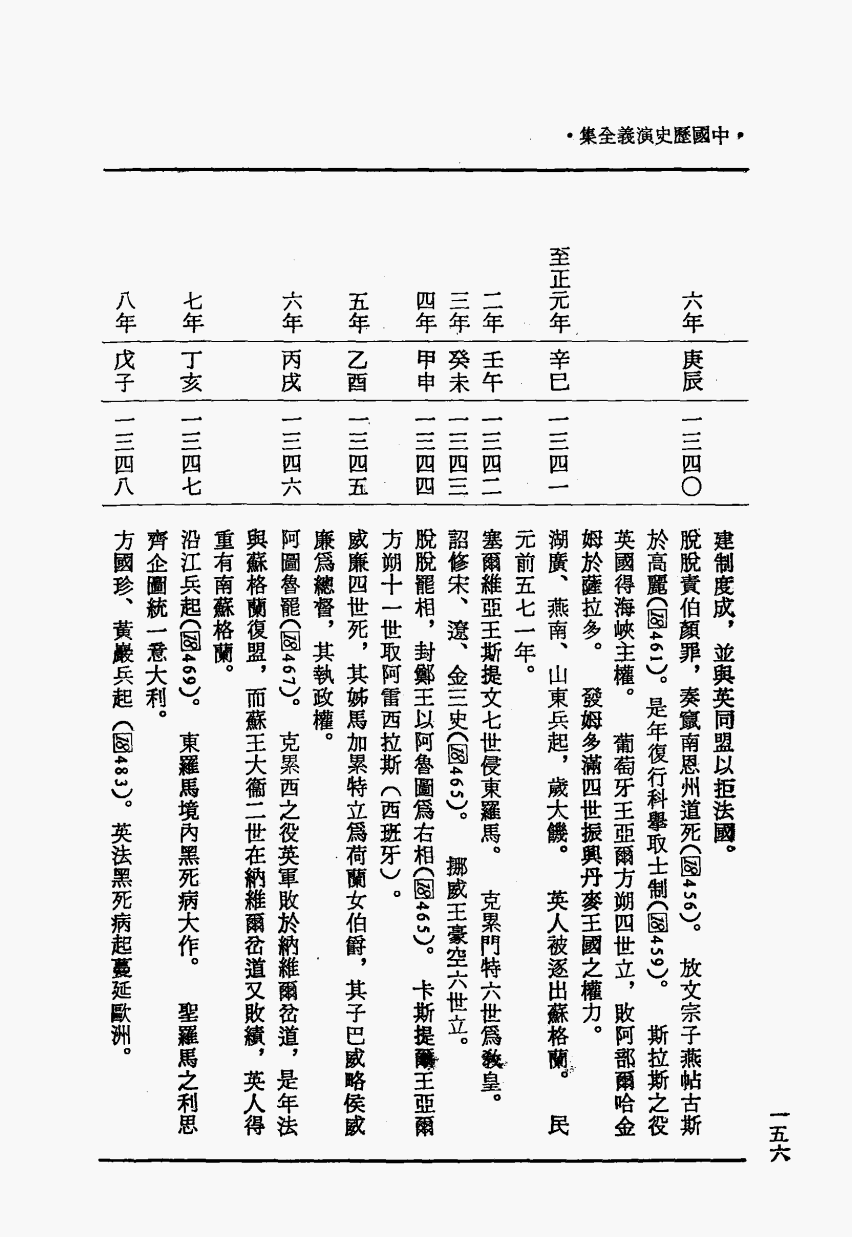 •中國歷史演義全集•
建制度成，並與英同盟以拒法國。
六年 庚辰 一三四〇 脫脫責伯顏罪，奏竄南恩州道死(元456)。 放文宗子燕帖古斯
於高麗(元461)。是年復行科舉取士制(元459)。 斯拉斯之役
英國得海峽主權。 葡萄牙王亞爾方朔四世立，敗阿部爾哈金
姆於薩拉多。 發姆多滿四世振興丹麥王國之權力。
至正元年 辛巳 一三四一 湖廣、燕南、山東兵起，歲大饑。 英人被逐出蘇格蘭。 民
元前五七一年。
二年 壬午 一三四二 塞爾維亞王斯提文七世侵東羅馬。 克累門特六世爲教皇。
三年 癸未 一三四三 詔修宋、遼、金三史(元465)。 挪威王豪空六世立。
四年 甲申 一三四四 脫脫罷相，封鄭王以阿魯圖爲右相(元465)。 卡斯提爾王亞爾
方朔十一世取阿雷西拉斯（西班牙）。
五年 乙酉 一三四五 威廉四世死，其姊馬加累特立爲荷蘭女伯爵，其子巴威略侯威
廉爲總督，其執政權。
六年 丙戌 一三四六 阿圖魯罷(元467)。 克累西之役英軍敗於納維爾岔道，是年法
與蘇格蘭復盟，而蘇王大衞二世在納維爾岔道又敗績，英人得
重有南蘇格蘭。
七年 丁亥 一三四七 沿江兵起(元469)。 東羅馬境內黑死病大作。 聖羅馬之利思
齊企圖統一意大利。
八年 戊子 一三四八 方國珍、黃巖兵起（元483)。英法黑死病起蔓延歐洲。
一五六